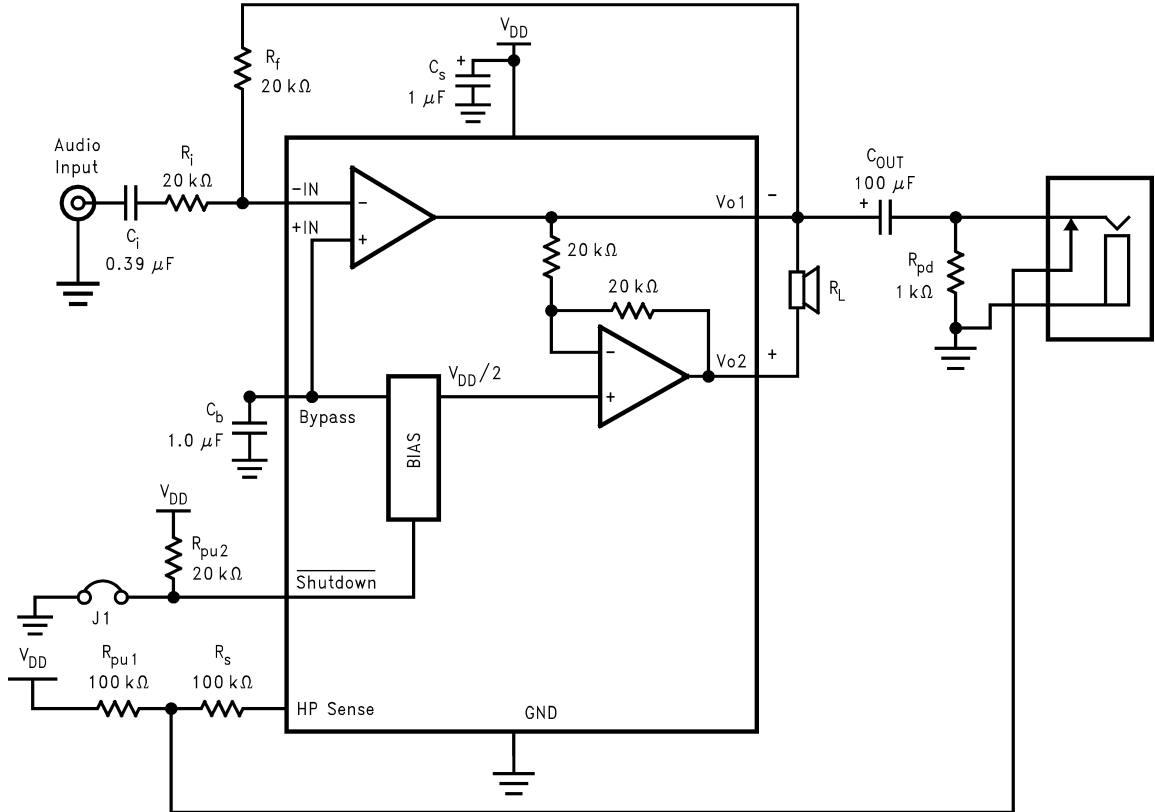 V_DD
R_f
20 kΩ
C_s
+
1 µF
Audio
Input
R_i
20 kΩ
C_i
0.39 µF
-IN
+IN
-
+
20 kΩ
20 kΩ
-
+
Vo1
-
Vo2
+
C_OUT
100 µF
+
R_pd
1 kΩ
R_L
V_DD/2
C_b
1.0 µF
Bypass
BIAS
V_DD
R_pu2
20 kΩ
Shutdown
J1
V_DD
R_pu1
100 kΩ
R_s
100 kΩ
HP Sense
GND